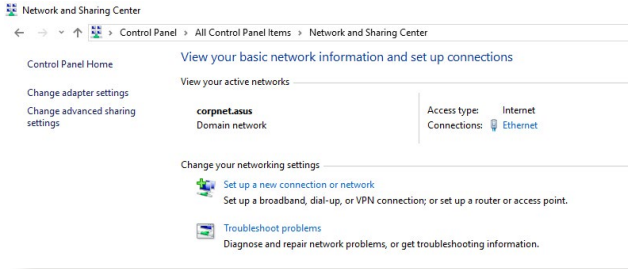 Network and Sharing Center
Control Panel > All Control Panel Items > Network and Sharing Center
Control Panel Home
Change adapter settings
Change advanced sharing
settings
View your basic network information and set up connections
View your active networks
corpnet.asus
Domain network
Access type: Internet
Connections: Ethernet
Change your networking settings
Set up a new connection or network
Set up a broadband, dial-up, or VPN connection; or set up a router or access point.
Troubleshoot problems
Diagnose and repair network problems, or get troubleshooting information.